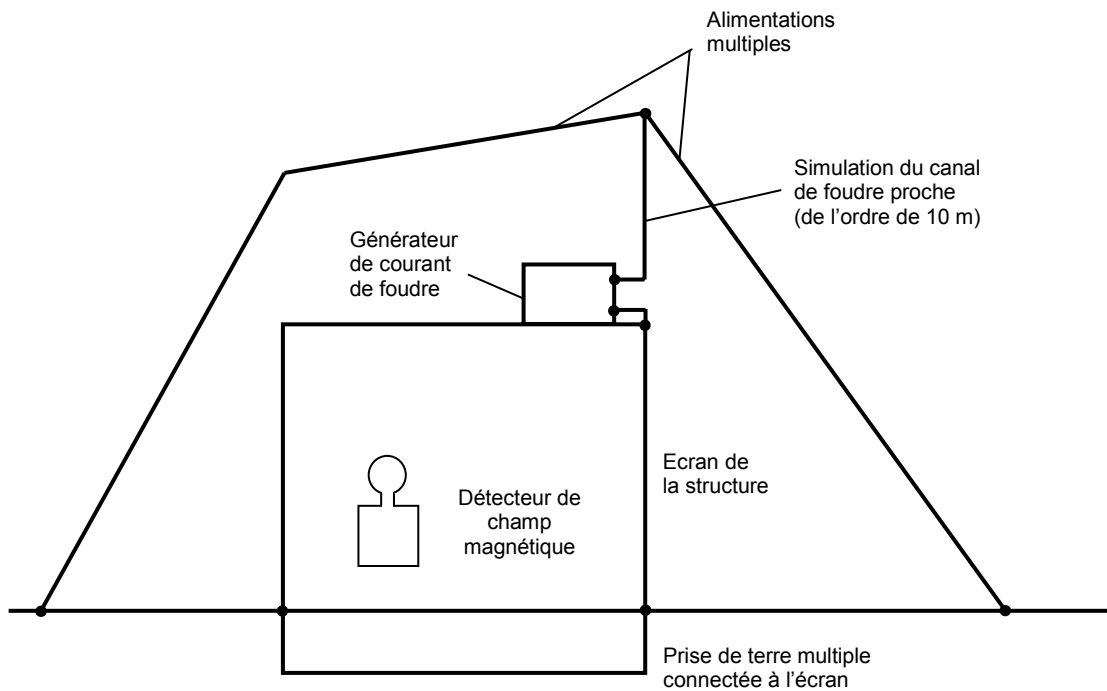 Alimentations
multiples
Simulation du canal
de foudre proche
(de l’ordre de 10 m)
Générateur
de courant
de foudre
Ecran de
la structure
Détecteur de
champ
magnétique
Prise de terre multiple
connectée à l’écran